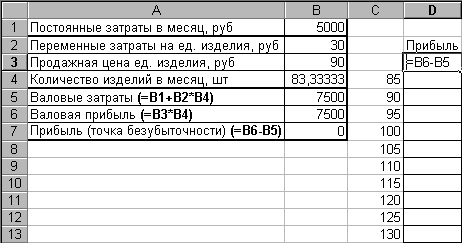 A B C D
1 Постоянные затраты в месяц, руб 5000
2 Переменные затраты на ед. изделия, руб 30 Прибыль
3 Продажная цена ед. изделия, руб 90 =B6-B5
4 Количество изделий в месяц, шт 83,33333 85
5 Валовые затраты (=B1+B2*B4) 7500 90
6 Валовая прибыль (=B3*B4) 7500 95
7 Прибыль (точка безубыточности) (=B6-B5) 0 100
8 105
9 110
10 115
11 120
12 125
13 130